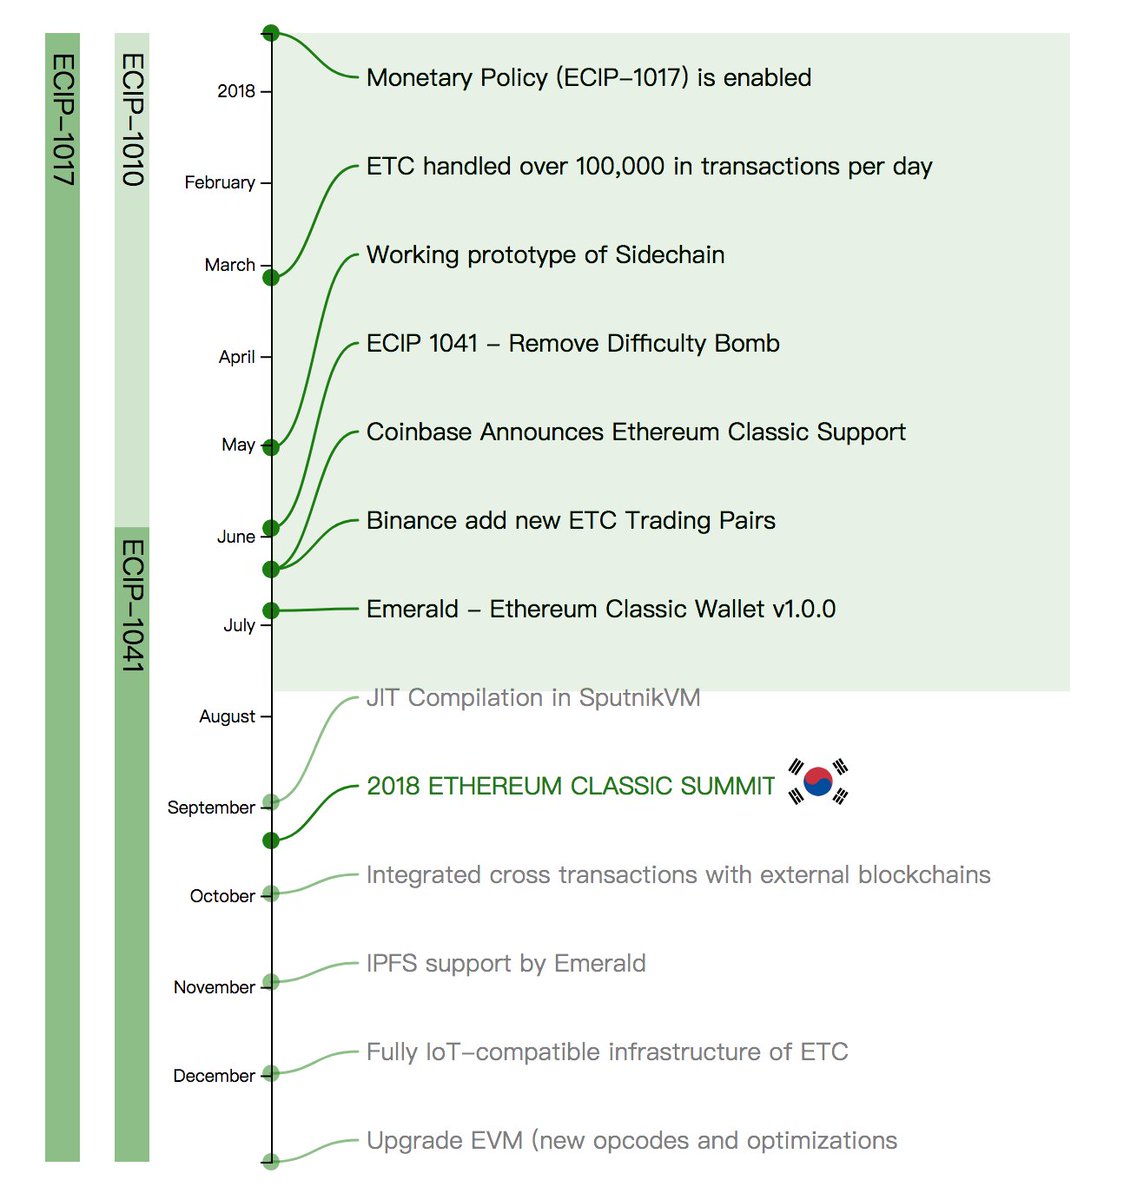 ECIP-1017
ECIP-1010
ECIP-1041
2018
February
March
April
May
June
July
August
September
October
November
December
Monetary Policy (ECIP-1017) is enabled
ETC handled over 100,000 in transactions per day
Working prototype of Sidechain
ECIP 1041 - Remove Difficulty Bomb
Coinbase Announces Ethereum Classic Support
Binance add new ETC Trading Pairs
Emerald - Ethereum Classic Wallet v1.0.0
JIT Compilation in SputnikVM
2018 ETHEREUM CLASSIC SUMMIT
Integrated cross transactions with external blockchains
IPFS support by Emerald
Fully IoT-compatible infrastructure of ETC
Upgrade EVM (new opcodes and optimizations